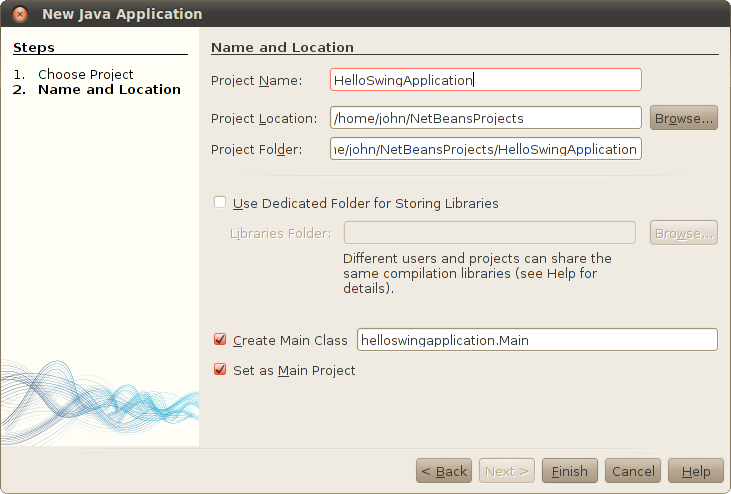 New Java Application
Steps
1. Choose Project
2. Name and Location
Name and Location
Project Name: HelloSwingApplication
Project Location: /home/john/NetBeansProjects Browse...
Project Folder: ne/john/NetBeansProjects/HelloSwingApplication
Use Dedicated Folder for Storing Libraries
Libraries Folder: Browse...
Different users and projects can share the
same compilation libraries (see Help for
details).
Create Main Class helloswingapplication.Main
Set as Main Project
< Back Next > Finish Cancel Help